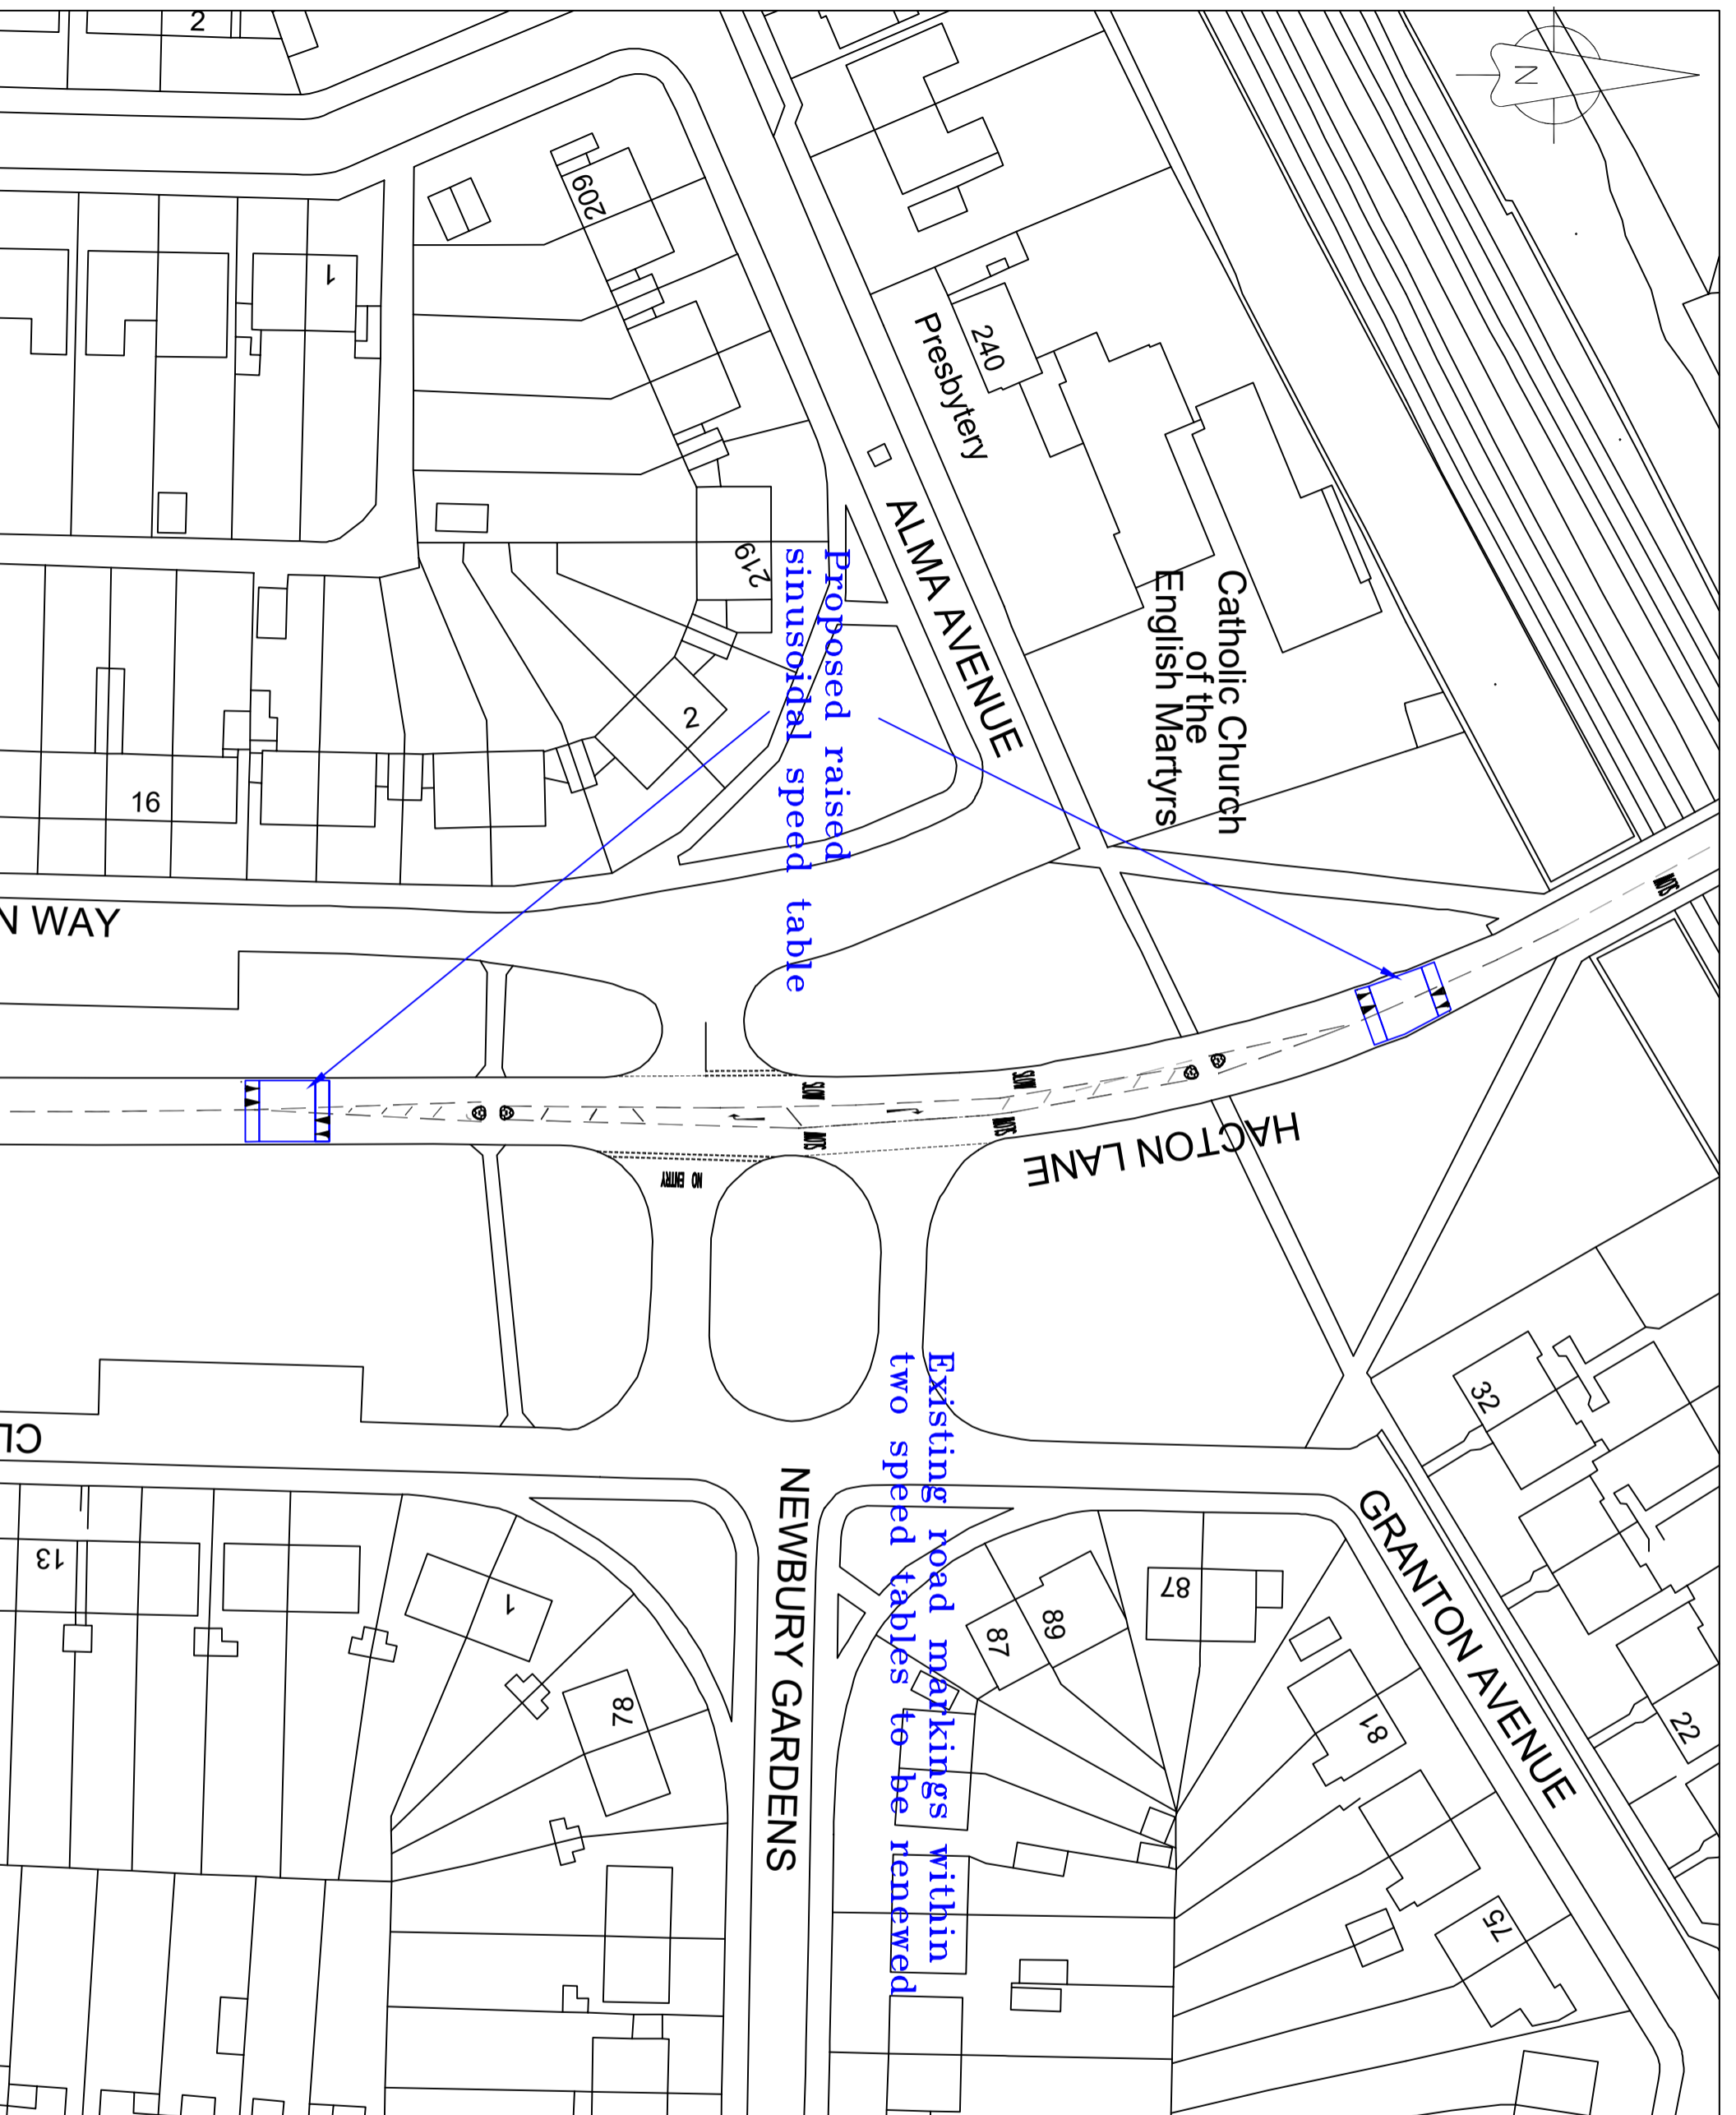 N
2
209
1
240
Presbytery
ALMA AVENUE
219
Catholic Church
of the
English Martyrs
Proposed raised
sinusoidal speed table
2
16
N WAY
SLOW
SLOW
SLOW
SLOW
SLOW
NO ENTRY
HACTON LANE
Existing road markings within
two speed tables to be renewed
32
CL
NEWBURY GARDENS
GRANTON AVENUE
13
1
78
87
89
87
81
22
75